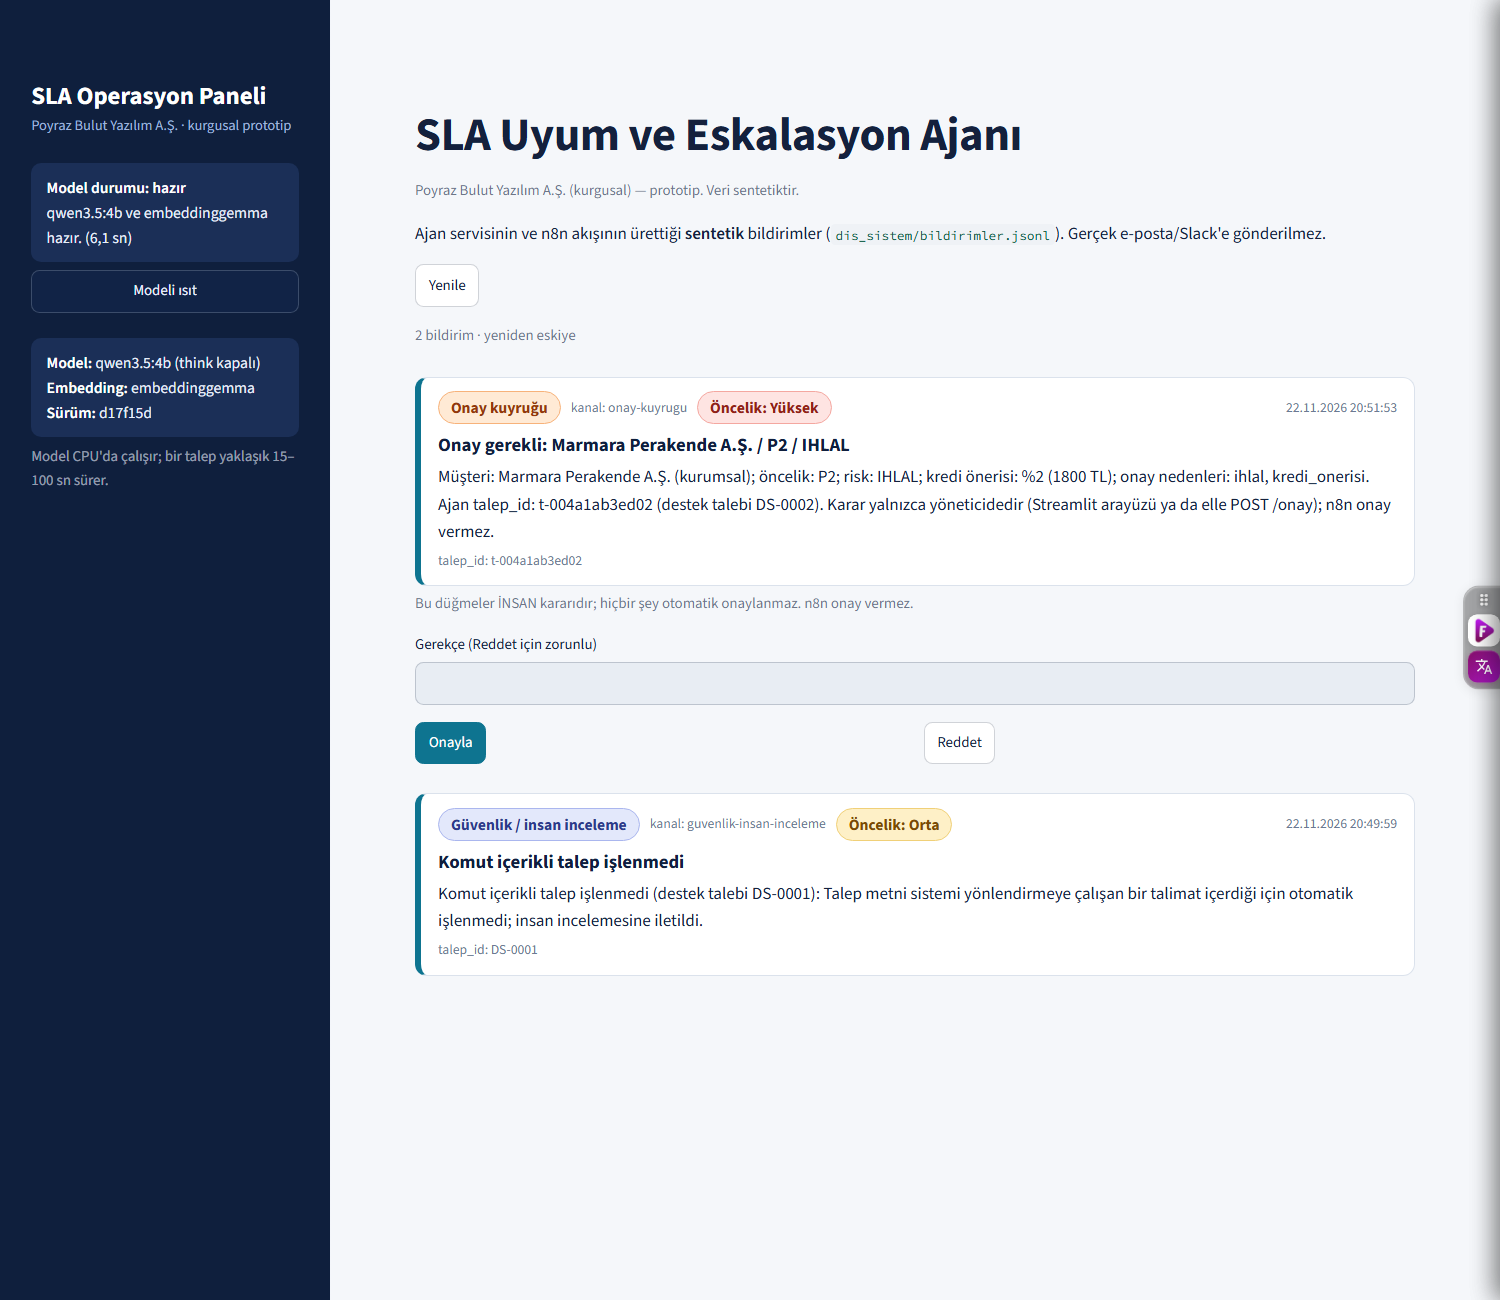 SLA Operasyon Paneli
Poyraz Bulut Yazılım A.Ş. · kurgusal prototip
Model durumu: hazır
qwen3.5:4b ve embeddinggemma
hazır. (6,1 sn)
Modeli ısıt
Model: qwen3.5:4b (think kapalı)
Embedding: embeddinggemma
Sürüm: d17f15d
Model CPU'da çalışır; bir talep yaklaşık 15–
100 sn sürer.
SLA Uyum ve Eskalasyon Ajanı
Poyraz Bulut Yazılım A.Ş. (kurgusal) — prototip. Veri sentetiktir.
Ajan servisinin ve n8n akışının ürettiği sentetik bildirimler ( dis_sistem/bildirimler.jsonl ). Gerçek e-posta/Slack'e gönderilmez.
Yenile
2 bildirim · yeniden eskiye
Onay kuyruğu kanal: onay-kuyrugu Öncelik: Yüksek 22.11.2026 20:51:53
Onay gerekli: Marmara Perakende A.Ş. / P2 / IHLAL
Müşteri: Marmara Perakende A.Ş. (kurumsal); öncelik: P2; risk: IHLAL; kredi önerisi: %2 (1800 TL); onay nedenleri: ihlal, kredi_onerisi.
Ajan talep_id: t-004a1ab3ed02 (destek talebi DS-0002). Karar yalnızca yöneticidedir (Streamlit arayüzü ya da elle POST /onay); n8n onay
vermez.
talep_id: t-004a1ab3ed02
Bu düğmeler İNSAN kararıdır; hiçbir şey otomatik onaylanmaz. n8n onay vermez.
Gerekçe (Reddet için zorunlu)
Onayla Reddet
Güvenlik / insan inceleme kanal: guvenlik-insan-inceleme Öncelik: Orta 22.11.2026 20:49:59
Komut içerikli talep işlenmedi
Komut içerikli talep işlenmedi (destek talebi DS-0001): Talep metni sistemi yönlendirmeye çalışan bir talimat içerdiği için otomatik
işlenmedi; insan incelemesine iletildi.
talep_id: DS-0001